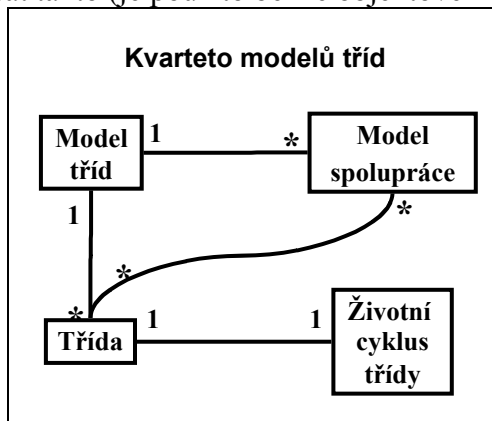 Kvarteto modelů tříd
Model
tříd
1
*
Model
spolupráce
1
*
*
*
Třída
1
1
Životní
cyklus
třídy